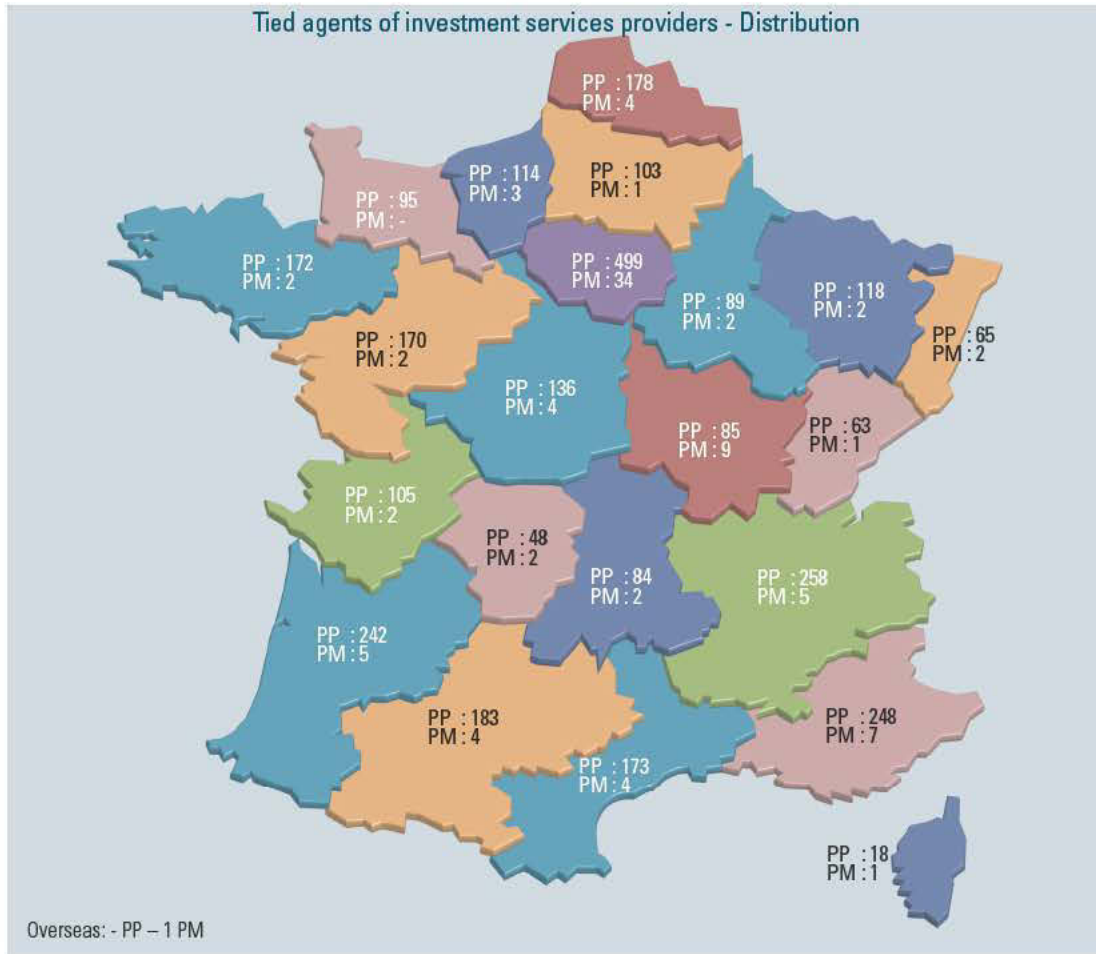 Tied agents of investment services providers - Distribution
PP : 178
PM : 4
PP : 103
PM : 1
PP : 114
PM : 3
PP : 95
PM : -
PP : 172
PM : 2
PP : 499
PM : 34
PP : 89
PM : 2
PP : 118
PM : 2
PP : 65
PM : 2
PP : 170
PM : 2
PP : 136
PM : 4
PP : 85
PM : 9
PP : 63
PM : 1
PP : 105
PM : 2
PP : 48
PM : 2
PP : 84
PM : 2
PP : 258
PM : 5
PP : 242
PM : 5
PP : 183
PM : 4
PP : 173
PM : 4
PP : 248
PM : 7
PP : 18
PM : 1
Overseas: - PP – 1 PM